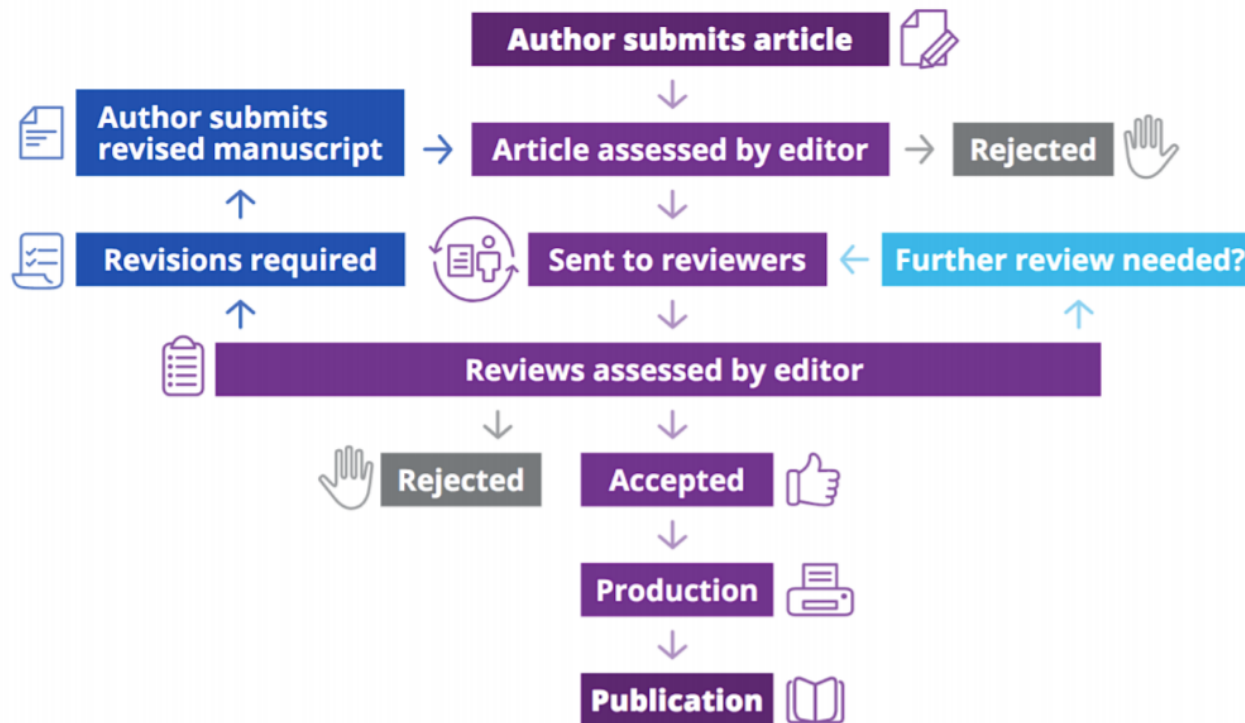 Author submits article
Author submits
revised manuscript
Article assessed by editor
Rejected
Revisions required
Sent to reviewers
Further review needed?
Reviews assessed by editor
Rejected
Accepted
Production
Publication